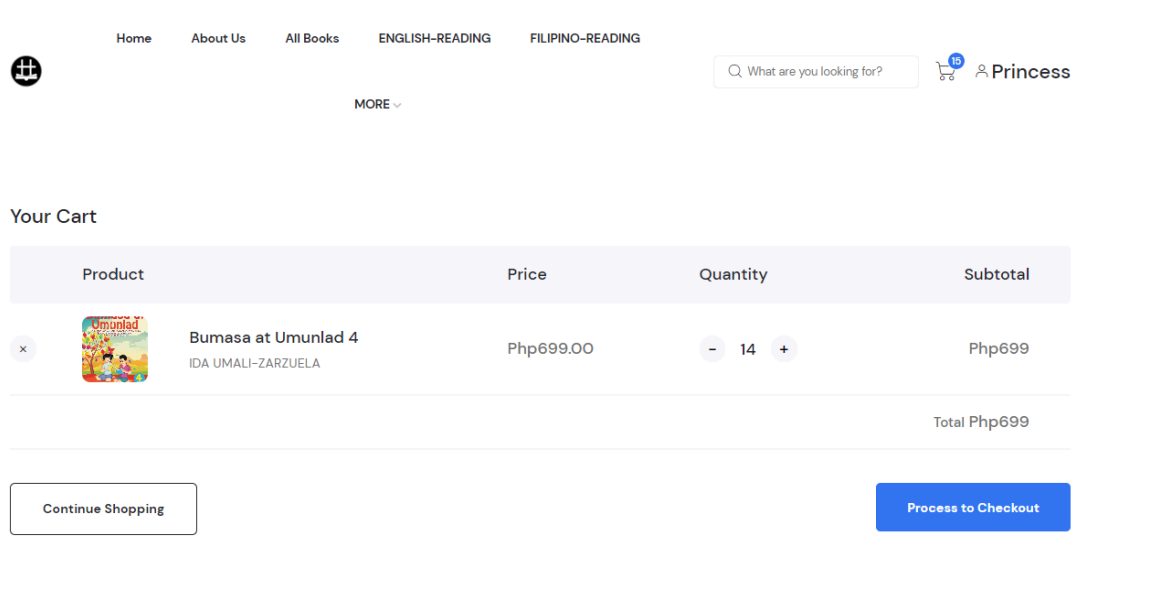 Home About Us All Books ENGLISH-READING FILIPINO-READING
What are you looking for? 15 Princess
MORE
Your Cart
Product Price Quantity Subtotal
Umunlad
Bumasa at Umunlad 4
IDA UMALI-ZARZUELA
Php699.00 - 14 + Php699
Total Php699
Continue Shopping Process to Checkout